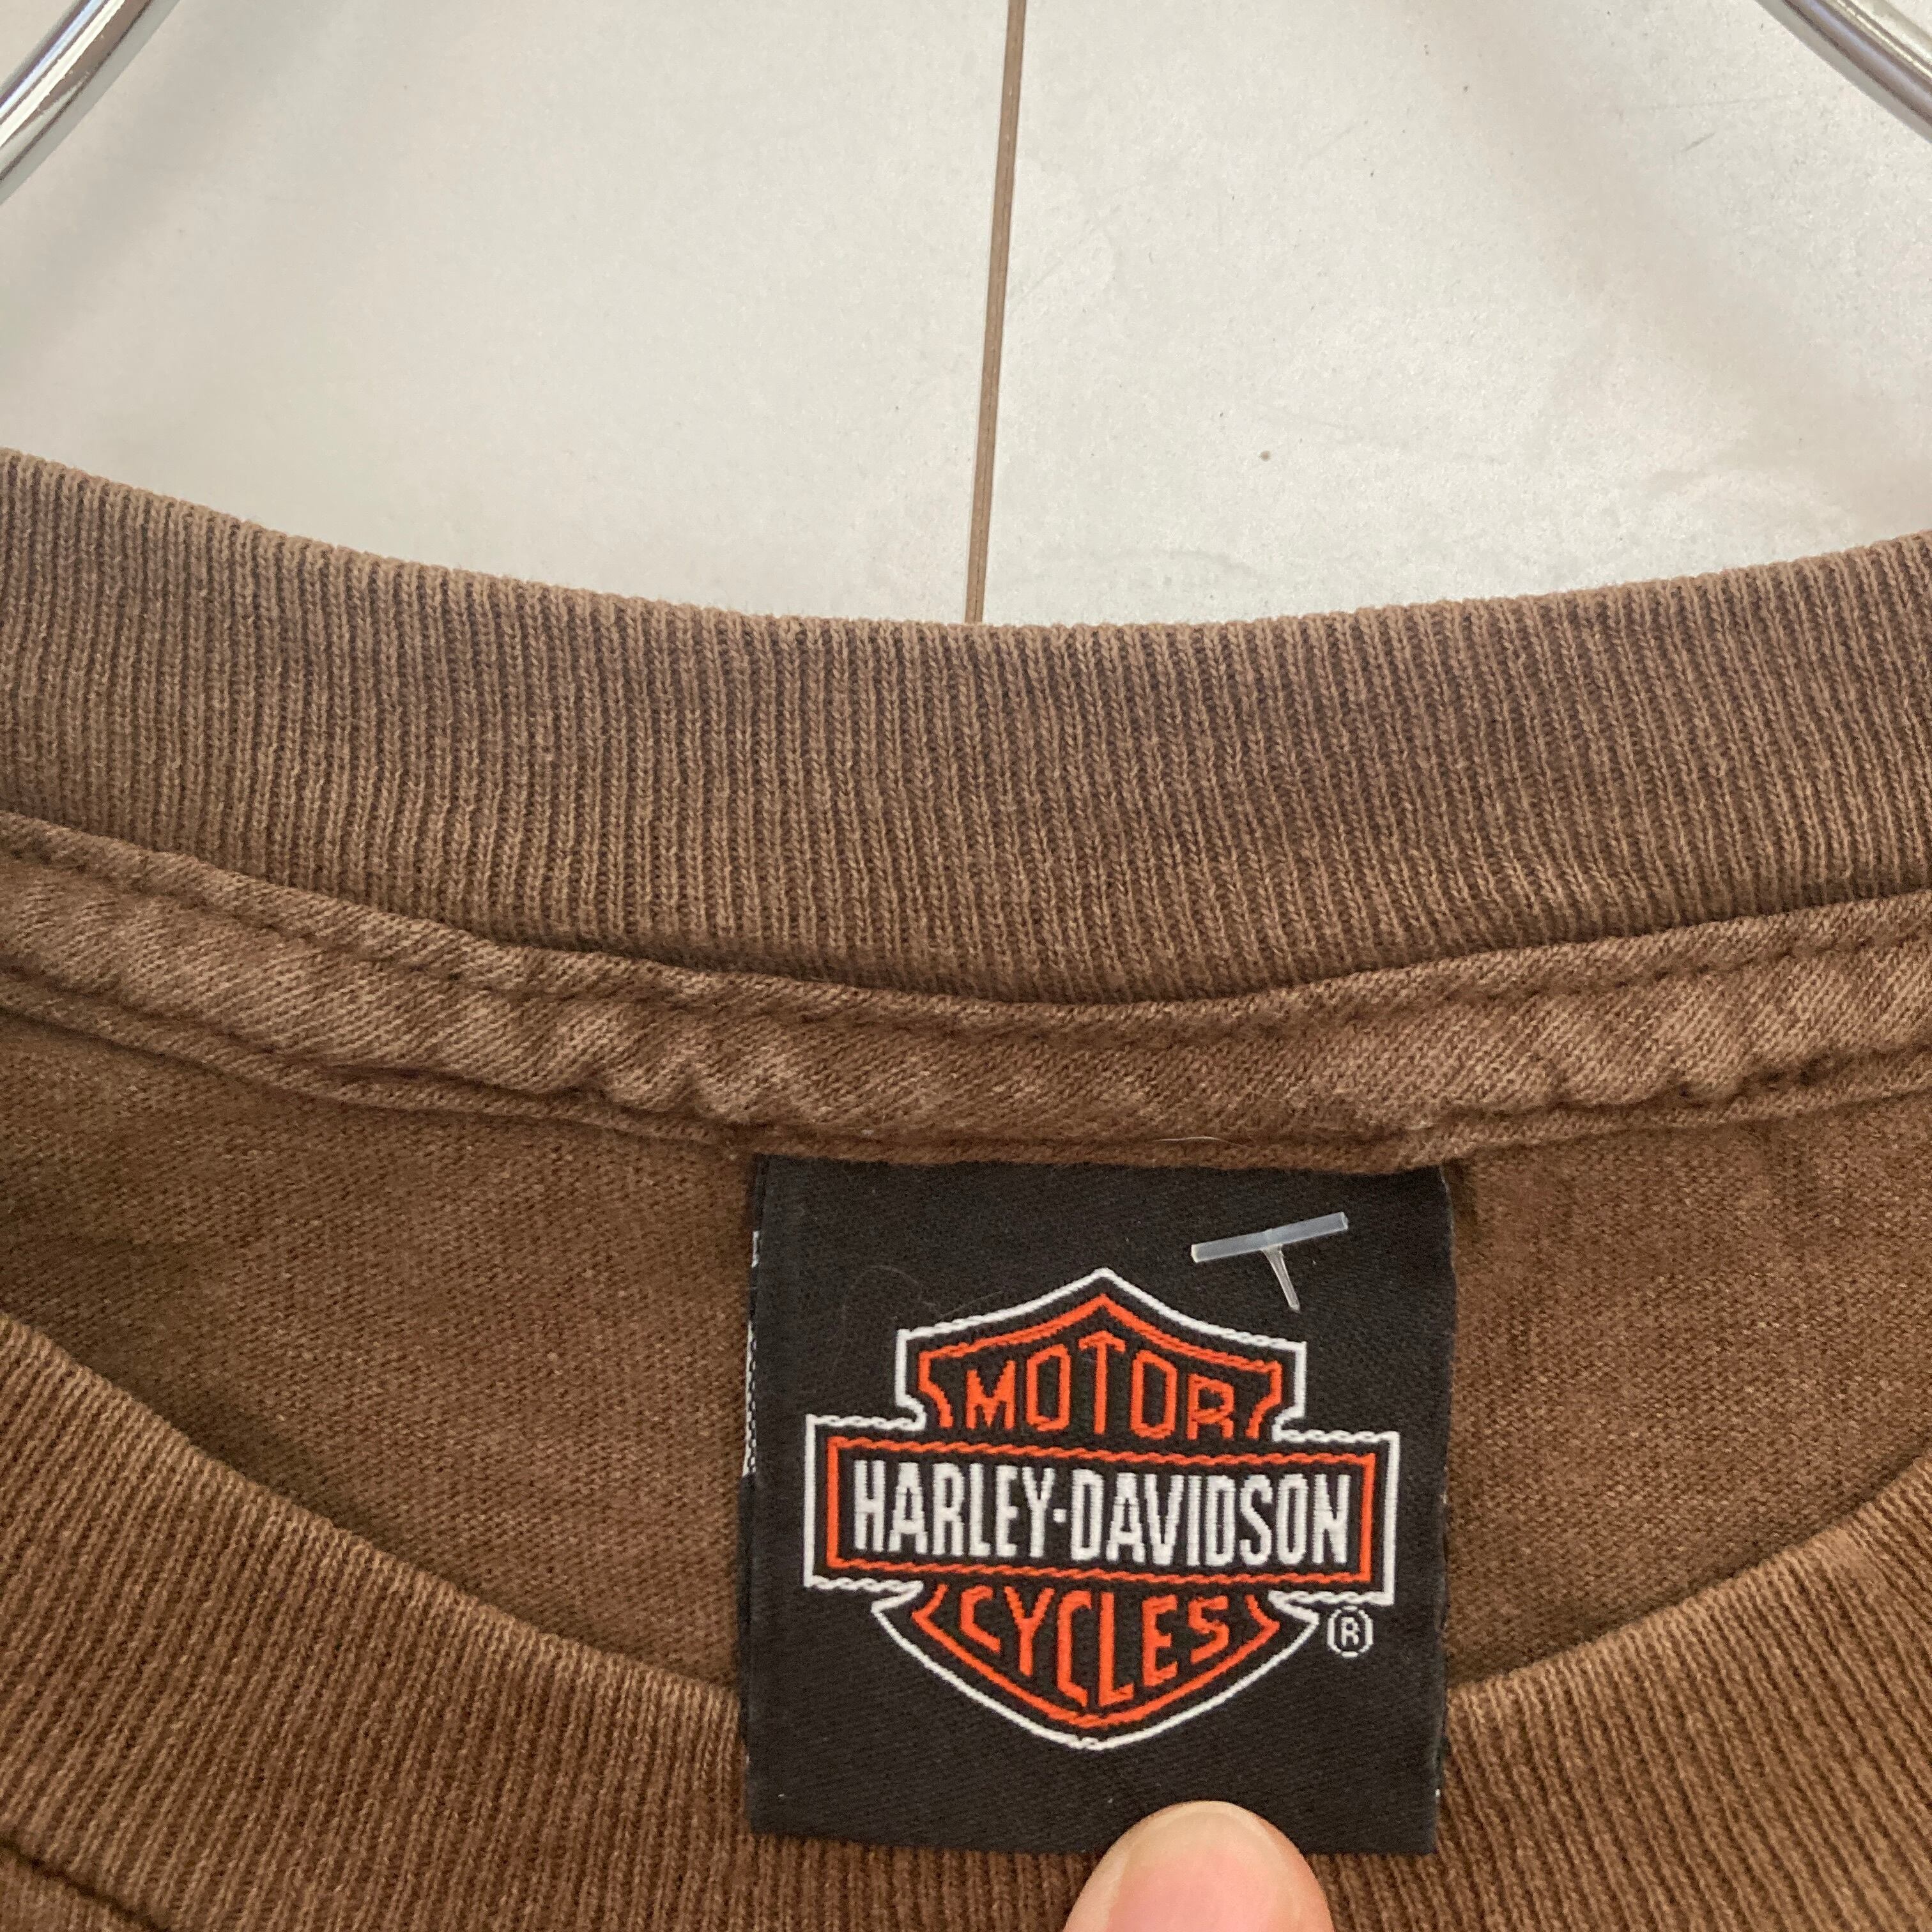 MOTOR
HARLEY-DAVIDSON
CYCLES
®